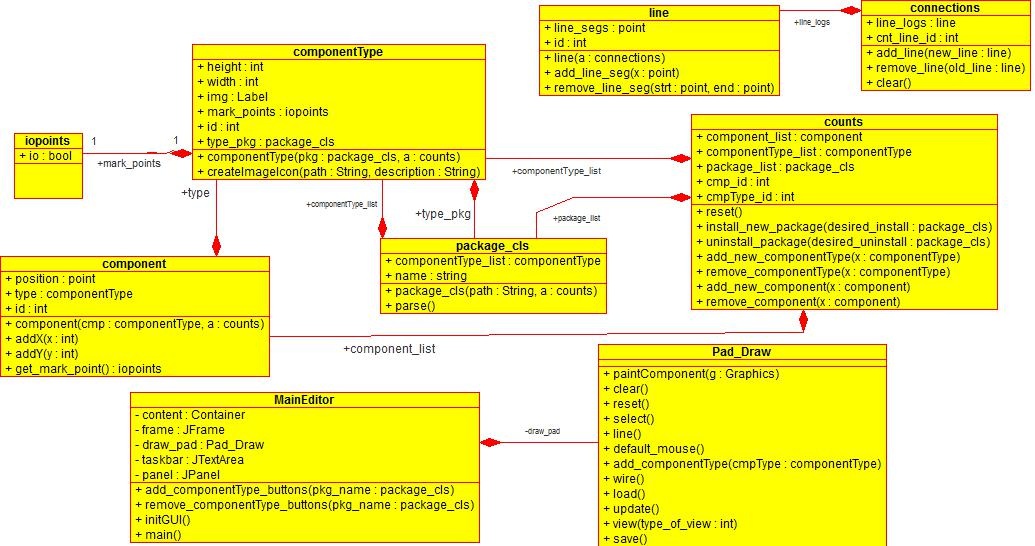 line
+ line_segs : point
+ id : int
+ line(a : connections)
+ add_line_seg(x : point)
+ remove_line_seg(strt : point, end : point)
+line_logs
connections
+ line_logs : line
+ cnt_line_id : int
+ add_line(new_line : line)
+ remove_line(old_line : line)
+ clear()
componentType
+ height : int
+ width : int
+ img : Label
+ mark_points : iopoints
+ id : int
+ type_pkg : package_cls
+ componentType(pkg : package_cls, a : counts)
+ createImageIcon(path : String, description : String)
iopoints
+ io : bool
1
1
+mark_points
counts
+ component_list : component
+ componentType_list : componentType
+ package_list : package_cls
+ cmp_id : int
+ cmpType_id : int
+ reset()
+ install_new_package(desired_install : package_cls)
+ uninstall_package(desired_uninstall : package_cls)
+ add_new_componentType(x : componentType)
+ remove_componentType(x : componentType)
+ add_new_component(x : component)
+ remove_component(x : component)
+componentType_list
+type
+componentType_list
+type_pkg
+package_list
package_cls
+ componentType_list : componentType
+ name : string
+ package_cls(path : String, a : counts)
+ parse()
component
+ position : point
+ type : componentType
+ id : int
+ component(cmp : componentType, a : counts)
+ addX(x : int)
+ addY(y : int)
+ get_mark_point() : iopoints
+component_list
Pad_Draw
+ paintComponent(g : Graphics)
+ clear()
+ reset()
+ select()
+ line()
+ default_mouse()
+ add_componentType(cmpType : componentType)
+ wire()
+ load()
+ update()
+ view(type_of_view : int)
+ save()
MainEditor
- content : Container
- frame : JFrame
- draw_pad : Pad_Draw
- taskbar : JTextArea
- panel : JPanel
+ add_componentType_buttons(pkg_name : package_cls)
+ remove_componentType_buttons(pkg_name : package_cls)
+ initGUI()
+ main()
-draw_pad